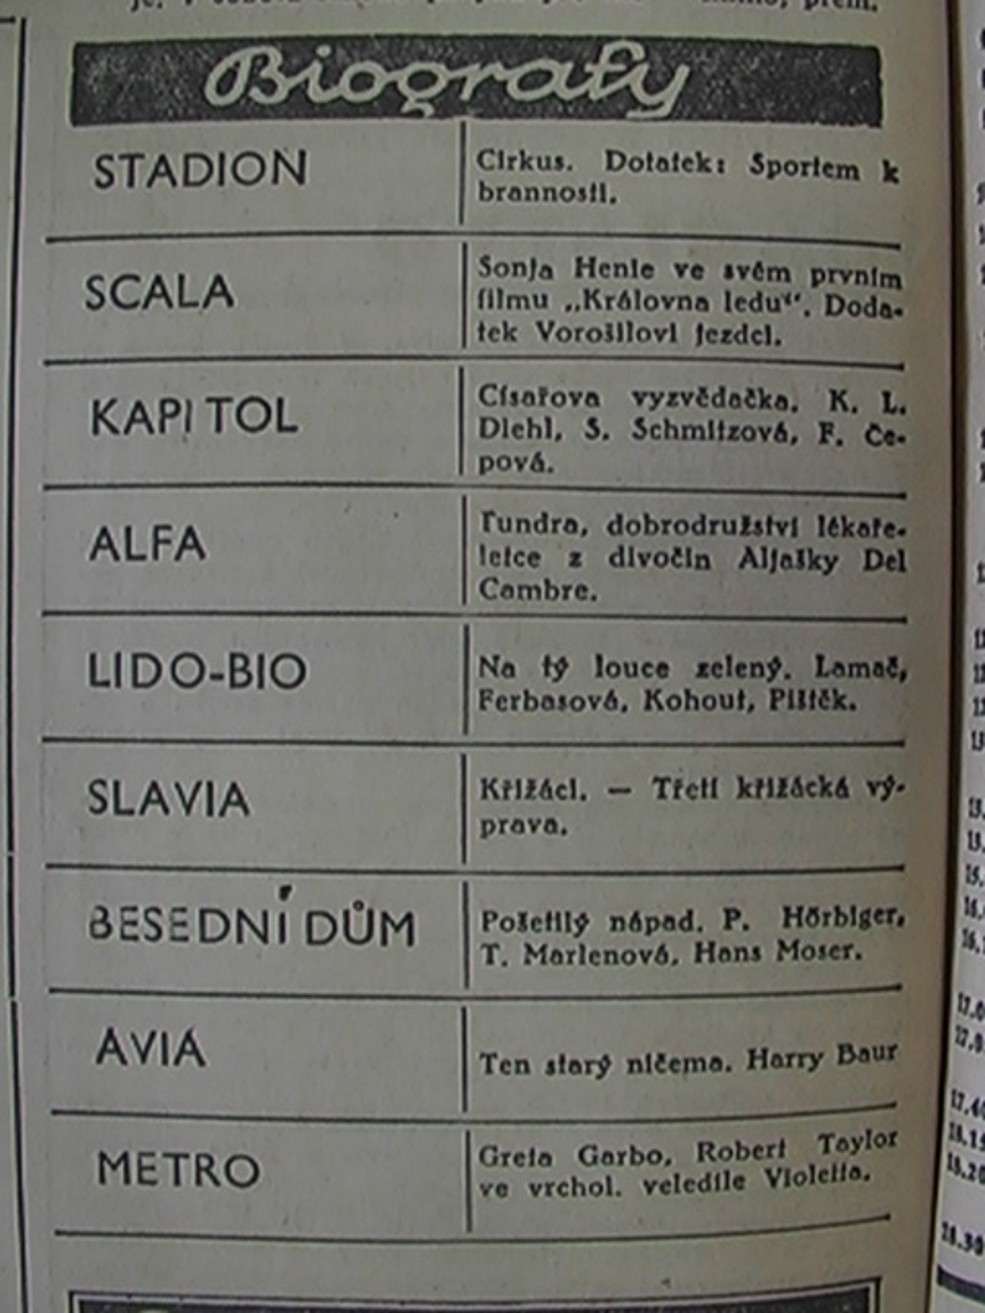 Biografy
STADION
Cirkus. Dotatek: Sportem k
brannosti.
SCALA
Sonja Henie ve svém prvním
filmu „Královna ledu“. Doda-
tek Vorošilovi jezdci.
KAPITOL
Císařova vyzvědačka. K. L.
Diehl, S. Schmitzová, F. Če-
pová.
ALFA
Tundra, dobrodružství lékaře-
letce z divočin Aljašky Del
Cambre.
LIDO-BIO
Na tý louce zelený. Lamač,
Ferbasová, Kohout, Pištěk.
SLAVIA
Křižáci. — Třetí křižácká vý-
prava.
BESEDNÍ DŮM
Pošetilý nápad. P. Hörbiger,
T. Marlenová, Hans Moser.
AVIA
Ten starý ničema. Harry Baur
METRO
Greta Garbo, Robert Taylor
ve vrchol. veledíle Violetta.